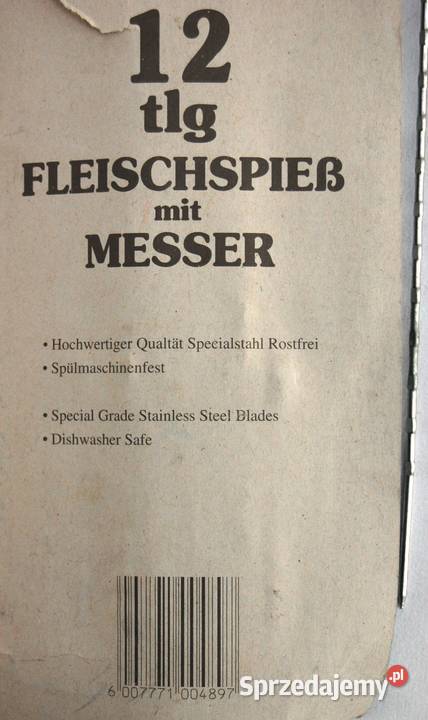 12
tlg
FLEISCHSPIEß
mit
MESSER
• Hochwertiger Qualtät Specialstahl Rostfrei
• Spülmaschinenfest
• Special Grade Stainless Steel Blades
• Dishwasher Safe
6 007771 004897
Sprzedajemy.pl